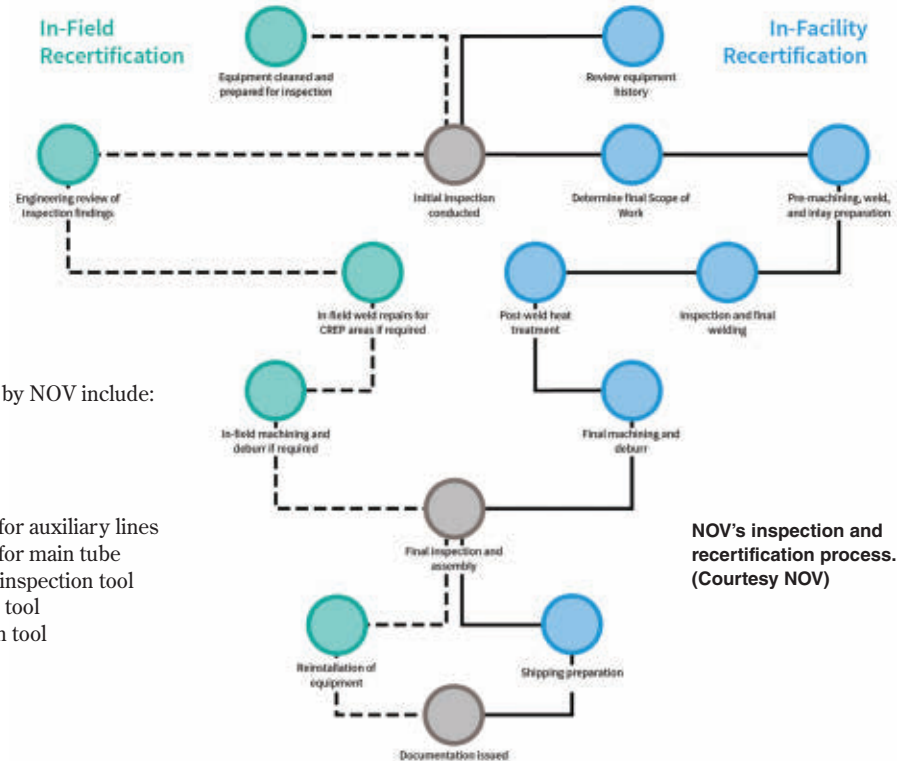 In-Field
Recertification
In-Facility
Recertification
Equipment cleaned and
prepared for inspection
Review equipment
history
Engineering review of
inspection findings
Initial inspection
conducted
Determine final Scope of
Work
Pre-machining, weld,
and inlay preparation
In-field weld repairs for
CREP areas if required
Post-weld heat
treatment
Inspection and final
welding
by NOV include:
In-field machining and
deburr if required
Final machining and
deburr
for auxiliary lines
for main tube
inspection tool
tool
n tool
Final inspection and
assembly
NOV's inspection and
recertification process.
(Courtesy NOV)
Reinstallation of
equipment
Shipping preparation
Documentation issued